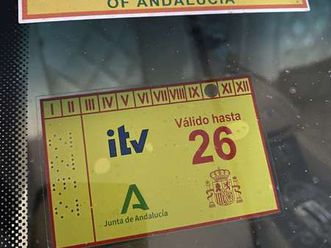 OF ANDALUCIA
I II III IV V VI VII VIII IX XI XII
itv
Válido hasta
26
Junta de Andalucía